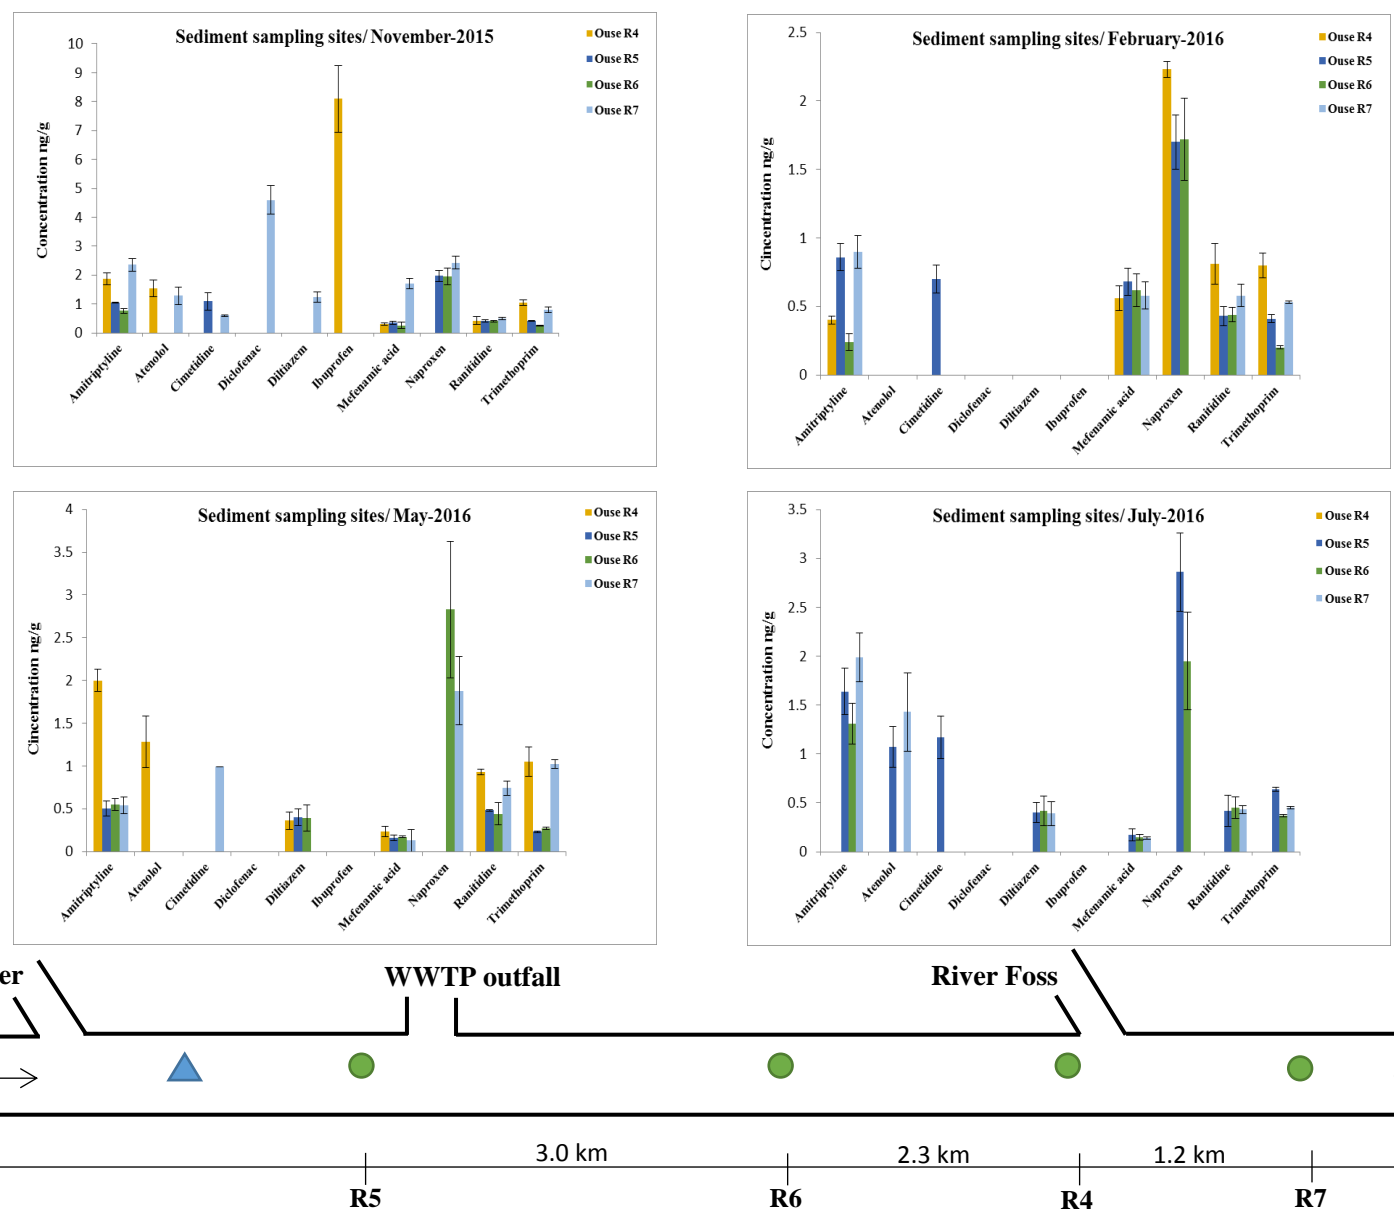 Sediment sampling sites/ November-2015
Concentration ng/g
10
9
8
7
6
5
4
3
2
1
0
Amitriptyline
Atenolol
Cimetidine
Diclofenac
Diltiazem
Ibuprofen
Mefenamic acid
Naproxen
Ranitidine
Trimethoprim
Ouse R4
Ouse R5
Ouse R6
Ouse R7
Sediment sampling sites/ February-2016
Cincentration ng/g
2.5
2
1.5
1
0.5
0
Amitriptyline
Atenolol
Cimetidine
Diclofenac
Diltiazem
Ibuprofen
Mefenamic acid
Naproxen
Ranitidine
Trimethoprim
Ouse R4
Ouse R5
Ouse R6
Ouse R7
Sediment sampling sites/ May-2016
Cincentration ng/g
4
3.5
3
2.5
2
1.5
1
0.5
0
Amitriptyline
Atenolol
Cimetidine
Diclofenac
Diltiazem
Ibuprofen
Mefenamic acid
Naproxen
Ranitidine
Trimethoprim
Ouse R4
Ouse R5
Ouse R6
Ouse R7
Sediment sampling sites/ July-2016
Concentration ng/g
3.5
3
2.5
2
1.5
1
0.5
0
Amitriptyline
Atenolol
Cimetidine
Diclofenac
Diltiazem
Ibuprofen
Mefenamic acid
Naproxen
Ranitidine
Trimethoprim
Ouse R4
Ouse R5
Ouse R6
Ouse R7
er
WWTP outfall
River Foss
3.0 km
2.3 km
1.2 km
R5
R6
R4
R7